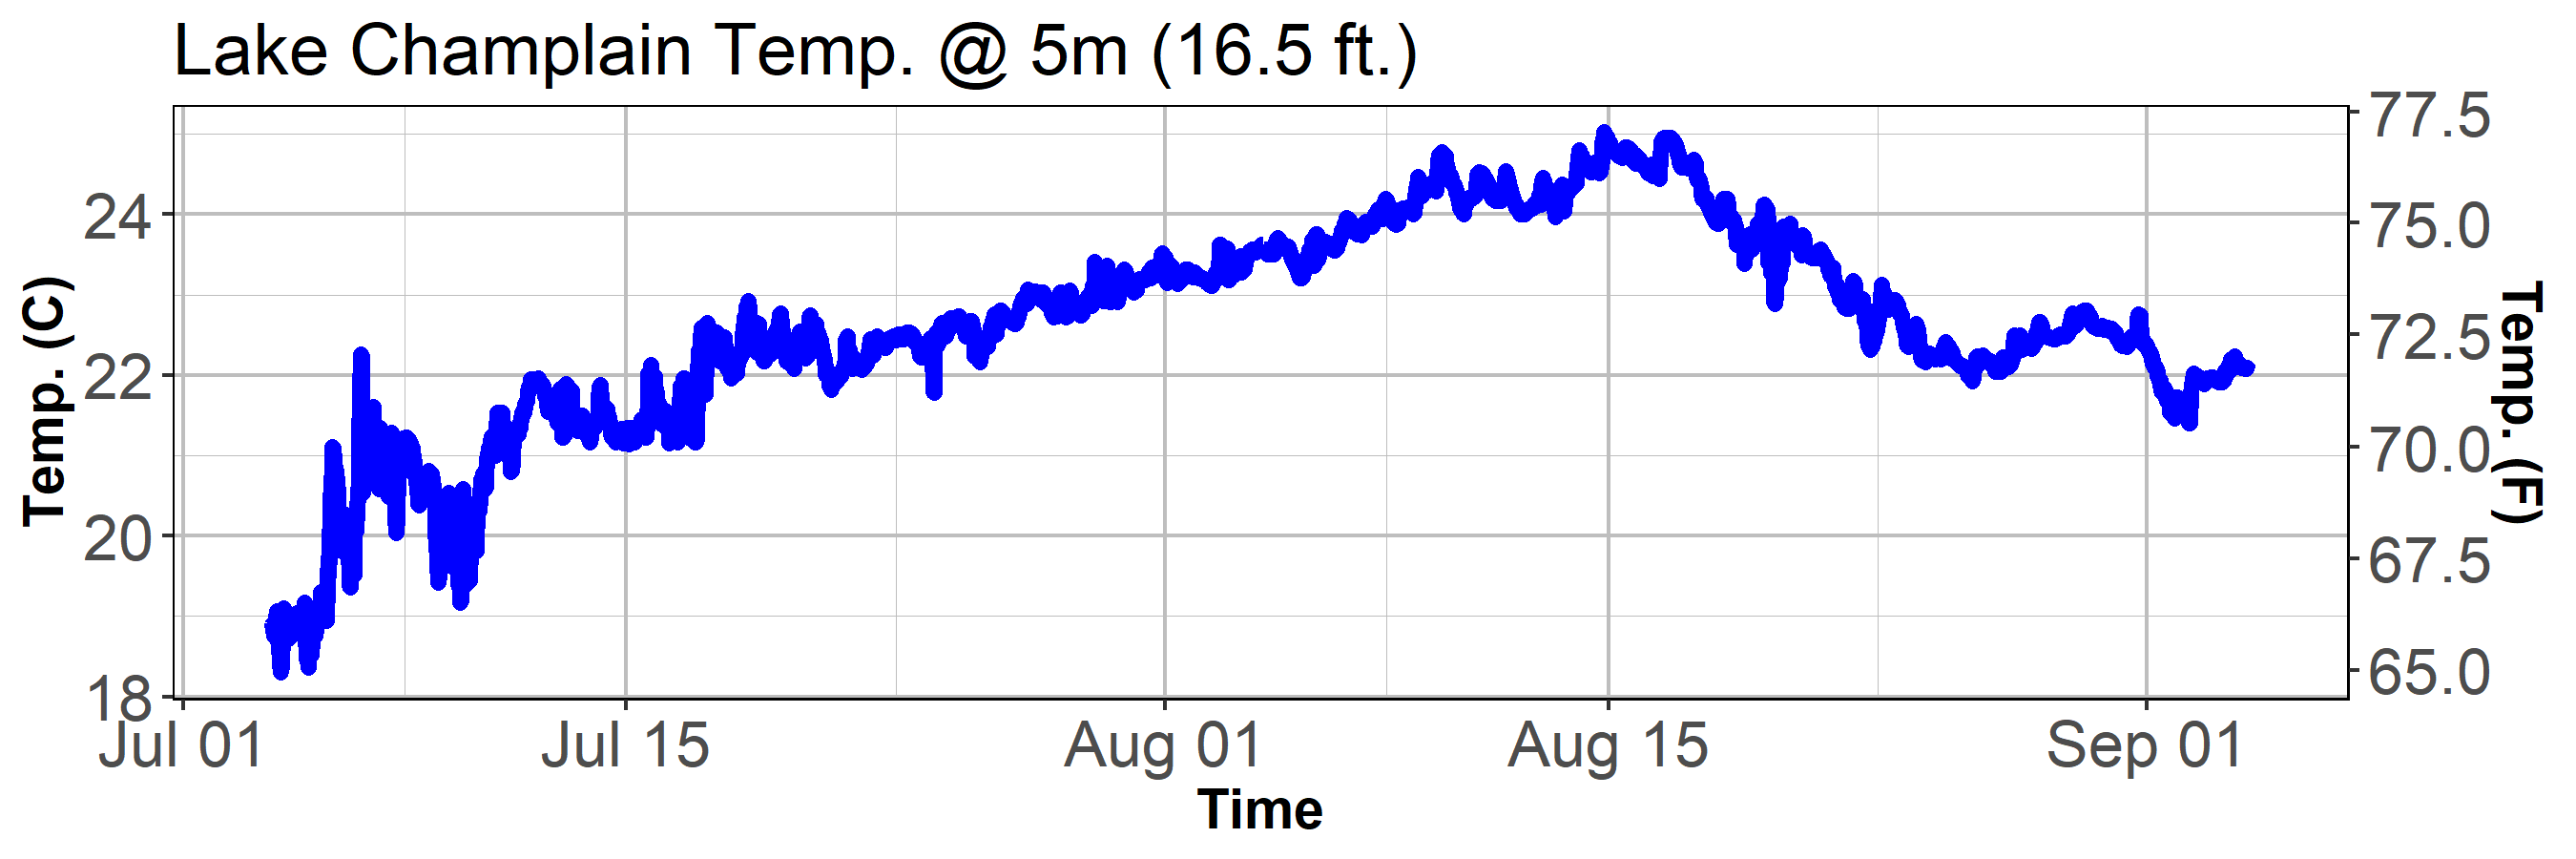 Lake Champlain Temp. @ 5m (16.5 ft.)
Temp. (C)
24
22
20
18
77.5
75.0
72.5
70.0
67.5
65.0
Temp. (F)
Jul 01 Jul 15 Aug 01 Aug 15 Sep 01
Time